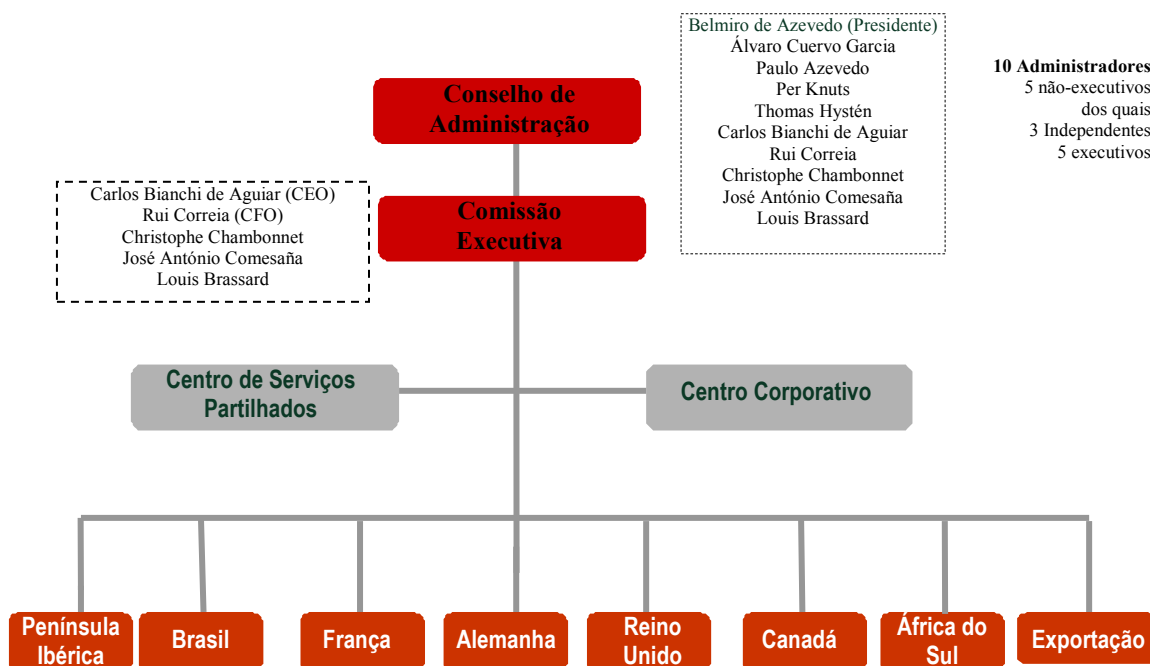 Belmiro de Azevedo (Presidente)
Álvaro Cuervo Garcia
Paulo Azevedo
Per Knuts
Thomas Hystén
Carlos Bianchi de Aguiar
Rui Correia
Christophe Chambonnet
José António Comesaña
Louis Brassard
10 Administradores
5 não-executivos
dos quais
3 Independentes
5 executivos
Conselho de
Administração
Carlos Bianchi de Aguiar (CEO)
Rui Correia (CFO)
Christophe Chambonnet
José António Comesaña
Louis Brassard
Comissão
Executiva
Centro de Serviços
Partilhados
Centro Corporativo
Península
Ibérica
Brasil
França
Alemanha
Reino
Unido
Canadá
África do
Sul
Exportação